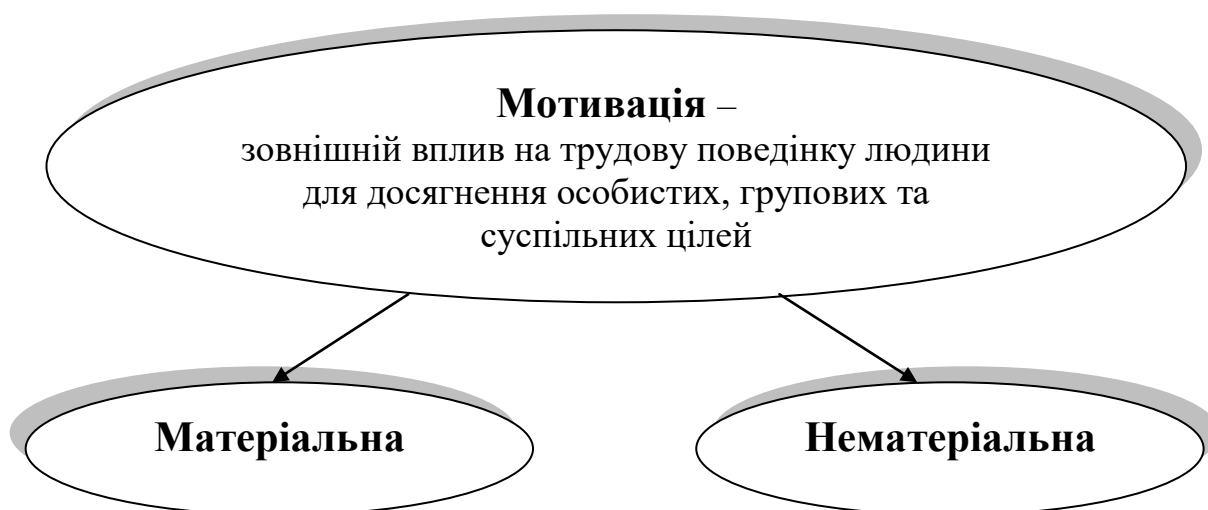 Мотивація –
зовнішній вплив на трудову поведінку людини
для досягнення особистих, групових та
суспільних цілей
Матеріальна
Нематеріальна